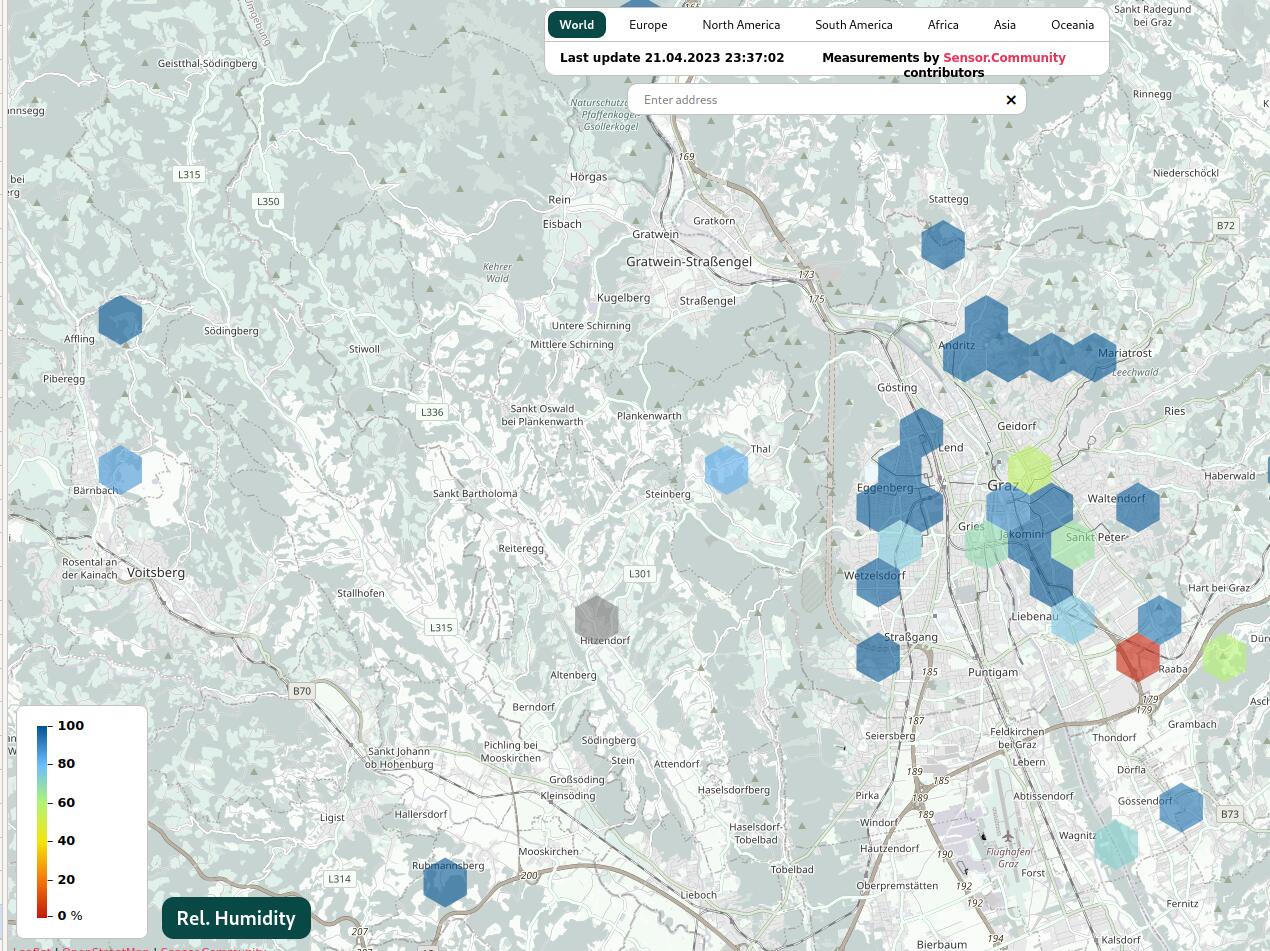 165
World Europe North America South America Africa Asia Oceania
Last update 21.04.2023 23:37:02
Measurements by Sensor.Community
contributors
Enter address ×
Sankt Radegund
bei Graz
Geistthal-Södingberg
Rinnegg
Pfaffenkogel-
Gsollerkogel
L315
L350
169
Hörgas
Rein
Eisbach
Niederschöckl
Stattegg
Gratkorn
Gratwein
B72
Gratwein-Straßengel
Kehrer
Wald
173
175
Kugelberg
Straßengel
Untere Schirning
Mittlere Schirning
Södingberg
Stiwoll
Affling
Piberegg
Andritz
Mariatrost
Leechwald
Gösting
L336
Sankt Oswald
bei Plankenwarth
Plankenwarth
Ries
Geidorf
Lend
Thal
Haberwald
Graz
Eggenberg
Waltendorf
Bärnbach
Sankt Bartholoma
Steinberg
Gries
Jakomini
Sankt Peter
Reiteregg
Rosental an
der Kainach
Voitsberg
L301
Wetzelsdorf
Hart bei Graz
Stallhofen
Liebenau
L315
Hitzendorf
Straßgang
Altenberg
185
Puntigam
Raaba
B70
179
179
Berndorf
187
Grambach
Seiersberg
Feldkirchen
bei Graz
Thondorf
Södingberg
Pichling bei
Mooskirchen
Sankt Johann
ob Hohenburg
Stein
Attendorf
Lebern
Dörfla
189
185
Großsöding
Kleinsöding
Haselsdorfberg
Pirka
189
Abtissendorf
Gössendorf
B73
Hallersdorf
Ligist
189
Windorf
Haselsdorf-
Tobelbad
Wagnitz
Hautzendorf
190
Flughafen
Graz
Mooskirchen
Rubmannsberg
200
Tobelbad
Forst
L314
Oberpremstätten
192
192
Lieboch
Fernitz
207
194
Bierbaum
Kalsdorf
100
80
60
40
20
0 %
Rel. Humidity
Leaflet | OpenStreetMap | Sensor.Community